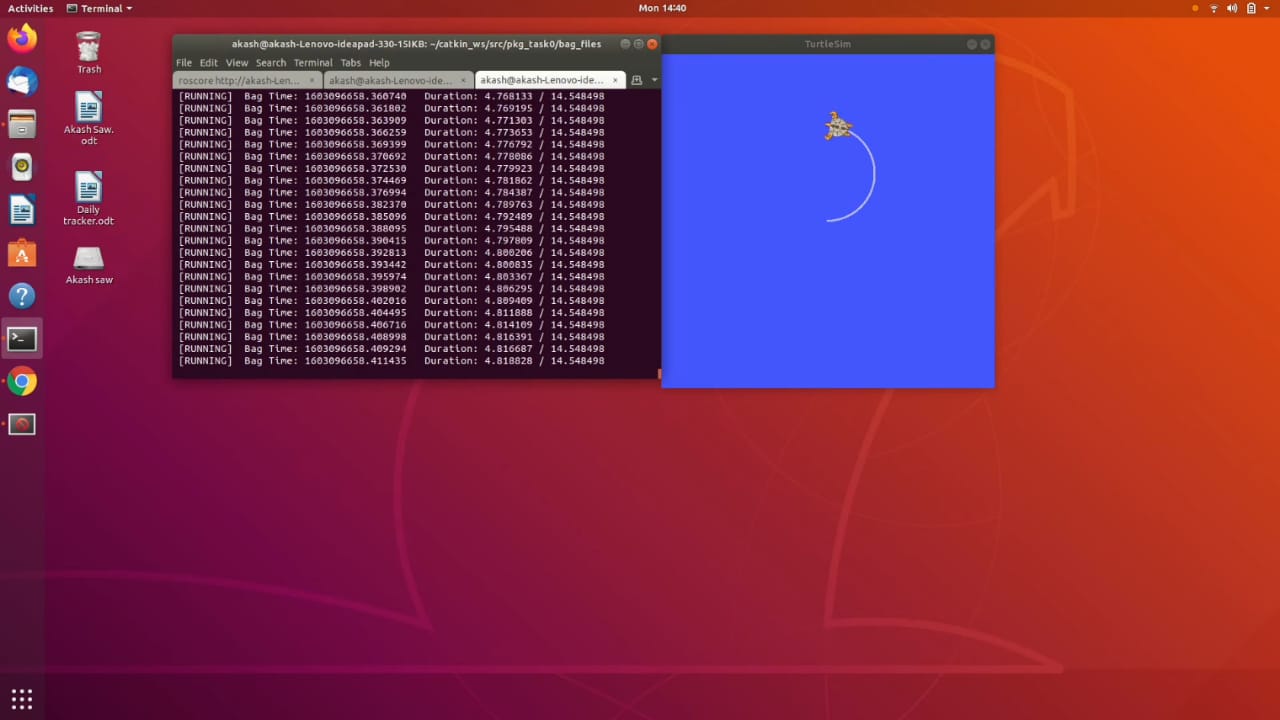 Activities Terminal Mon 14:40
akash@akash-Lenovo-ideapad-330-15IKB: ~/catkin_ws/src/pkg_task0/bag_files
TurtleSim
File Edit View Search Terminal Tabs Help
roscore http://akash-Len... akash@akash-Lenovo-ide... akash@akash-Lenovo-ide...
[RUNNING] Bag Time: 1603096658.360740 Duration: 4.768133 / 14.548498
[RUNNING] Bag Time: 1603096658.361802 Duration: 4.769195 / 14.548498
[RUNNING] Bag Time: 1603096658.363909 Duration: 4.771303 / 14.548498
[RUNNING] Bag Time: 1603096658.366259 Duration: 4.773653 / 14.548498
[RUNNING] Bag Time: 1603096658.369399 Duration: 4.776792 / 14.548498
[RUNNING] Bag Time: 1603096658.370692 Duration: 4.778086 / 14.548498
[RUNNING] Bag Time: 1603096658.372530 Duration: 4.779923 / 14.548498
[RUNNING] Bag Time: 1603096658.374469 Duration: 4.781862 / 14.548498
[RUNNING] Bag Time: 1603096658.376994 Duration: 4.784387 / 14.548498
[RUNNING] Bag Time: 1603096658.382370 Duration: 4.789763 / 14.548498
[RUNNING] Bag Time: 1603096658.385096 Duration: 4.792489 / 14.548498
[RUNNING] Bag Time: 1603096658.388095 Duration: 4.795488 / 14.548498
[RUNNING] Bag Time: 1603096658.390415 Duration: 4.797809 / 14.548498
[RUNNING] Bag Time: 1603096658.392813 Duration: 4.800206 / 14.548498
[RUNNING] Bag Time: 1603096658.393442 Duration: 4.800835 / 14.548498
[RUNNING] Bag Time: 1603096658.395974 Duration: 4.803367 / 14.548498
[RUNNING] Bag Time: 1603096658.398902 Duration: 4.806295 / 14.548498
[RUNNING] Bag Time: 1603096658.402016 Duration: 4.809409 / 14.548498
[RUNNING] Bag Time: 1603096658.404495 Duration: 4.811888 / 14.548498
[RUNNING] Bag Time: 1603096658.406716 Duration: 4.814109 / 14.548498
[RUNNING] Bag Time: 1603096658.408998 Duration: 4.816391 / 14.548498
[RUNNING] Bag Time: 1603096658.409294 Duration: 4.816687 / 14.548498
[RUNNING] Bag Time: 1603096658.411435 Duration: 4.818828 / 14.548498
Trash
Akash Saw.
odt
Daily
tracker.odt
Akash saw